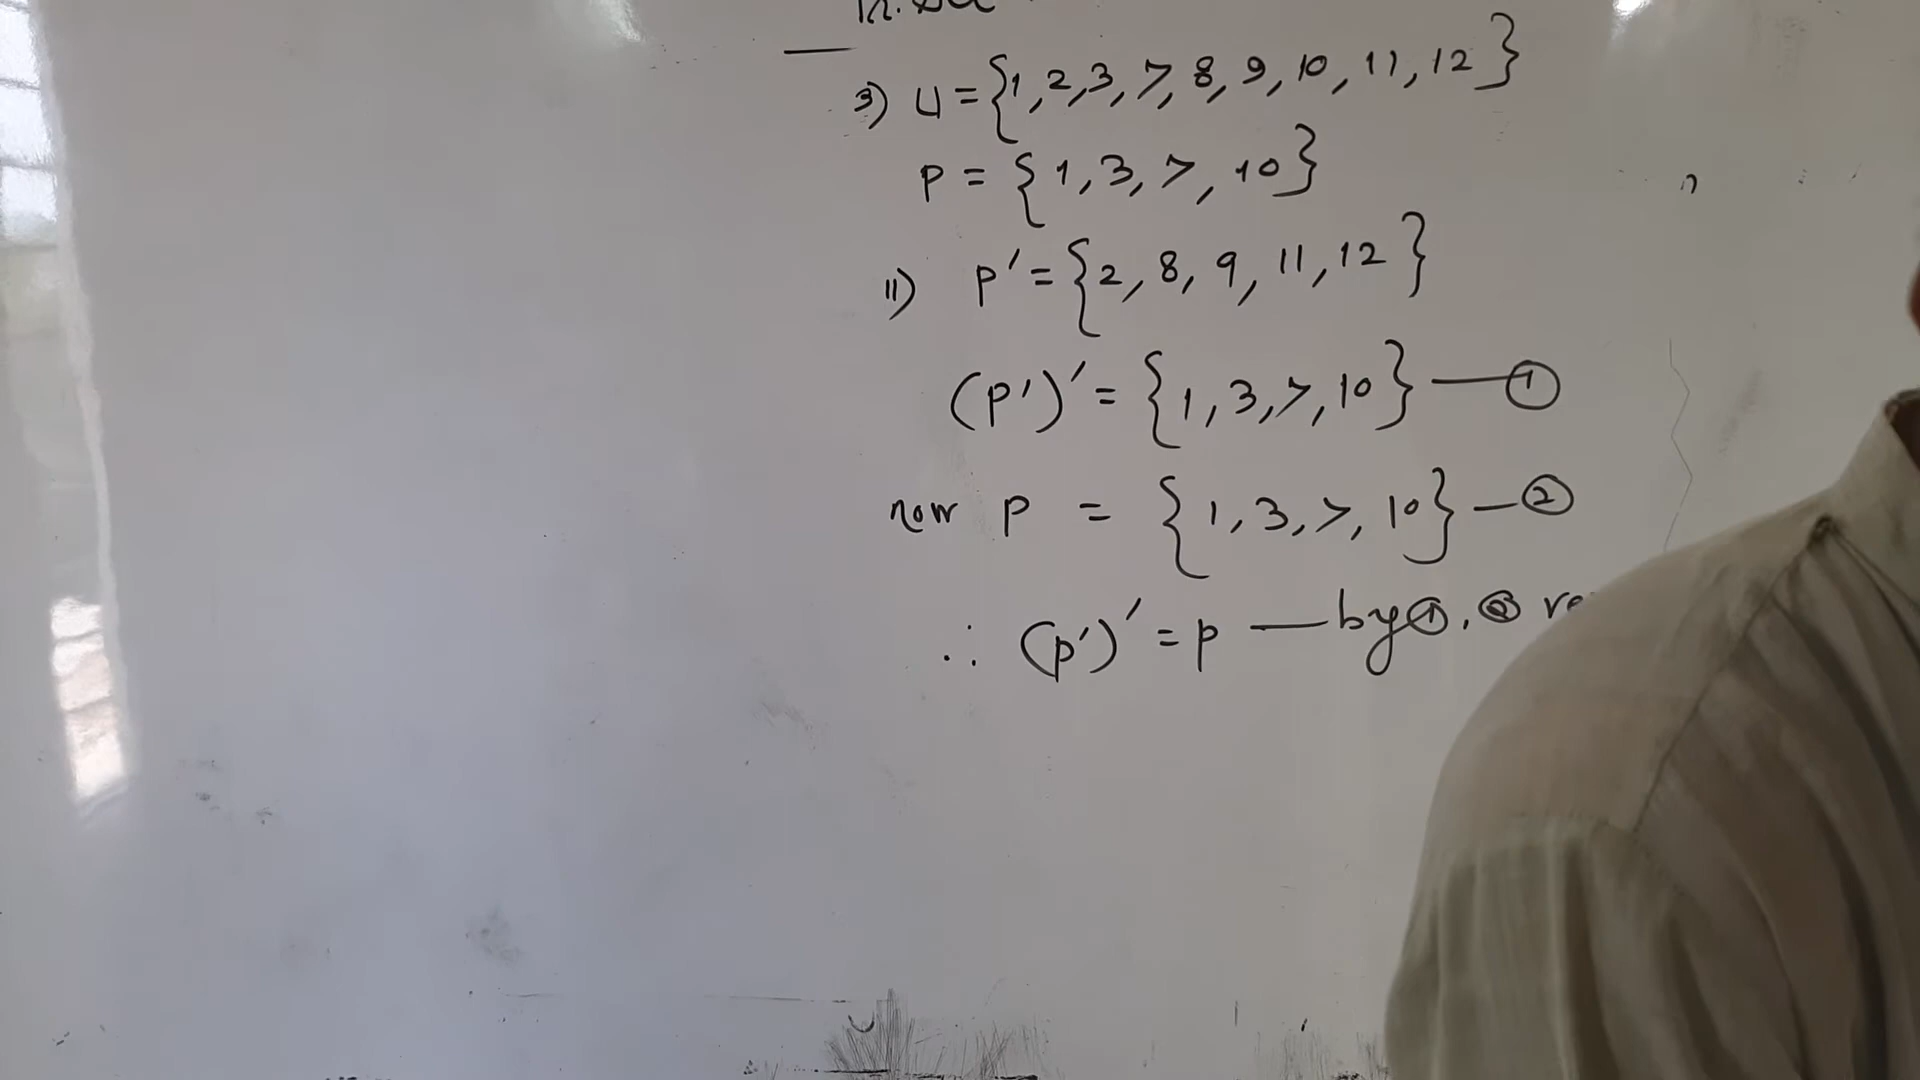 3) U = {1, 2, 3, 7, 8, 9, 10, 11, 12}
P = {1, 3, 7, 10}
11) P' = {2, 8, 9, 11, 12}
(P')' = {1, 3, 7, 10} — ①
now P = {1, 3, 7, 10} — ②
∴ (P')' = P — by ①, ②